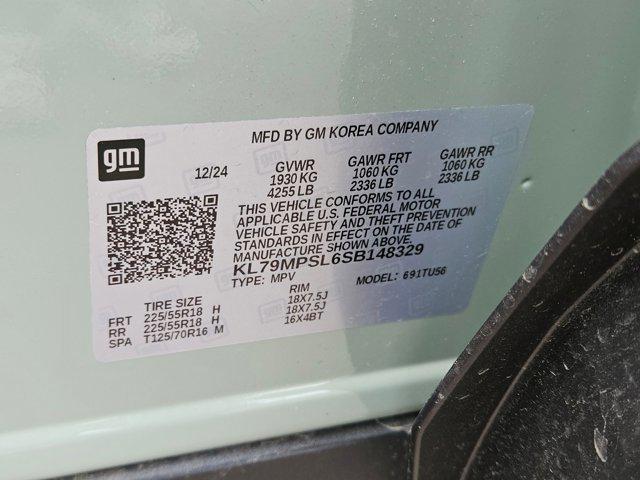 MFD BY GM KOREA COMPANY
gm
12/24 GVWR GAWR FRT GAWR RR
1930 KG 1060 KG 1060 KG
4255 LB 2336 LB 2336 LB
THIS VEHICLE CONFORMS TO ALL
APPLICABLE U.S. FEDERAL MOTOR
VEHICLE SAFETY AND THEFT PREVENTION
STANDARDS IN EFFECT ON THE DATE OF
MANUFACTURE SHOWN ABOVE.
KL79MPSL6SB148329
TYPE: MPV MODEL: 691TU56
TIRE SIZE RIM
FRT 225/55R18 H 18X7.5J
RR 225/55R18 H 18X7.5J
SPA T125/70R16 M 16X4BT